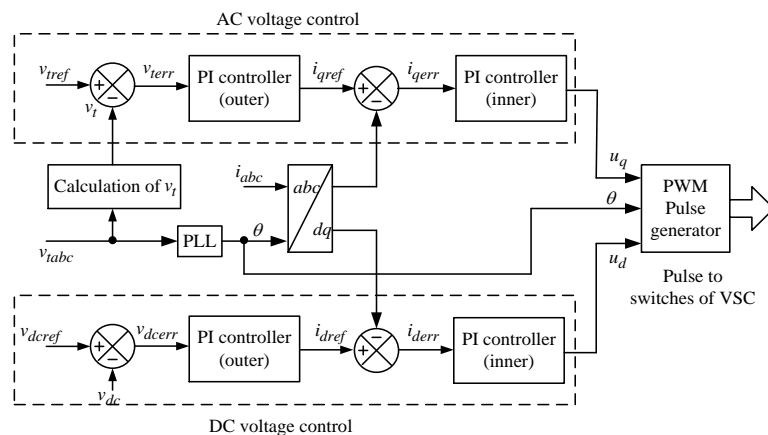 AC voltage control
v_tref
+
−
v_t
v_terr
PI controller
(outer)
i_qref
+
−
i_qerr
PI controller
(inner)
u_q
Calculation of v_t
i_abc
abc
dq
v_tabc
PLL
θ
θ
PWM
Pulse
generator
u_d
Pulse to
switches of VSC
v_dcref
+
−
v_dc
v_dcerr
PI controller
(outer)
i_dref
+
−
i_derr
PI controller
(inner)
DC voltage control